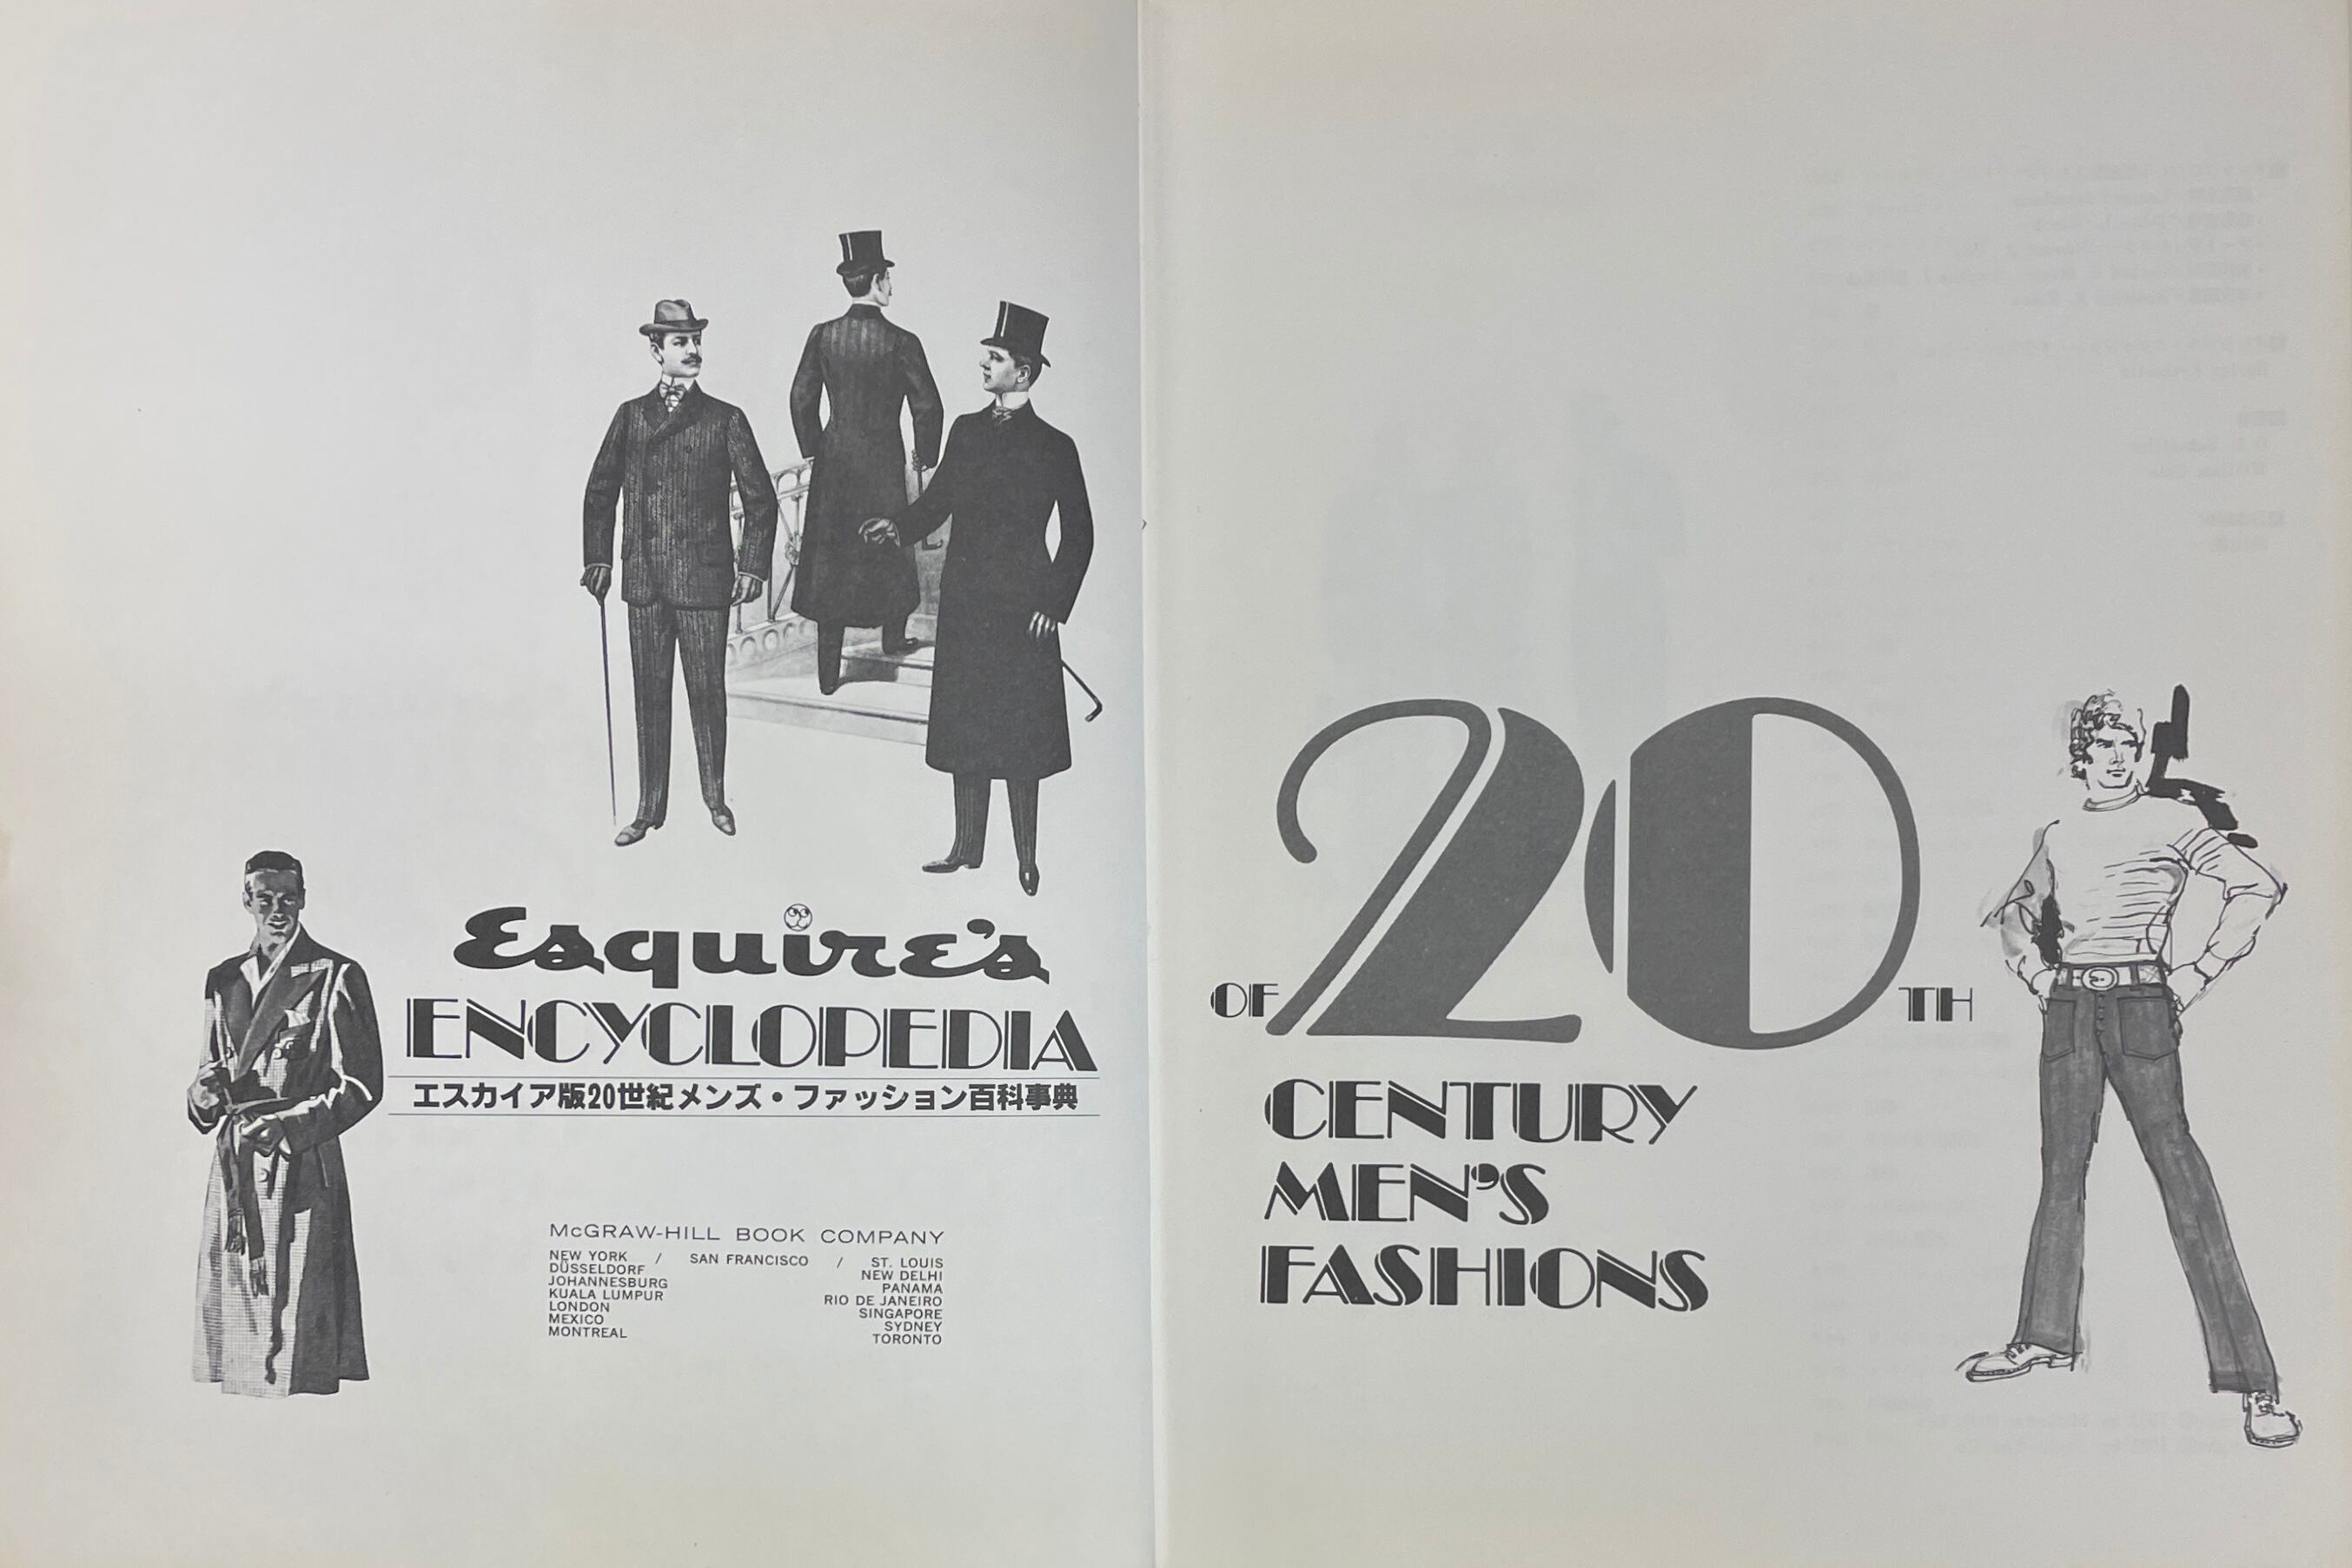 Esquire's
ENCYCLOPEDIA
エスカイア版20世紀メンズ・ファッション百科事典
McGRAW-HILL BOOK COMPANY
NEW YORK / SAN FRANCISCO / ST. LOUIS
DÜSSELDORF NEW DELHI
JOHANNESBURG PANAMA
KUALA LUMPUR RIO DE JANEIRO
LONDON SINGAPORE
MEXICO SYDNEY
MONTREAL TORONTO
OF 20TH
CENTURY
MEN'S
FASHIONS